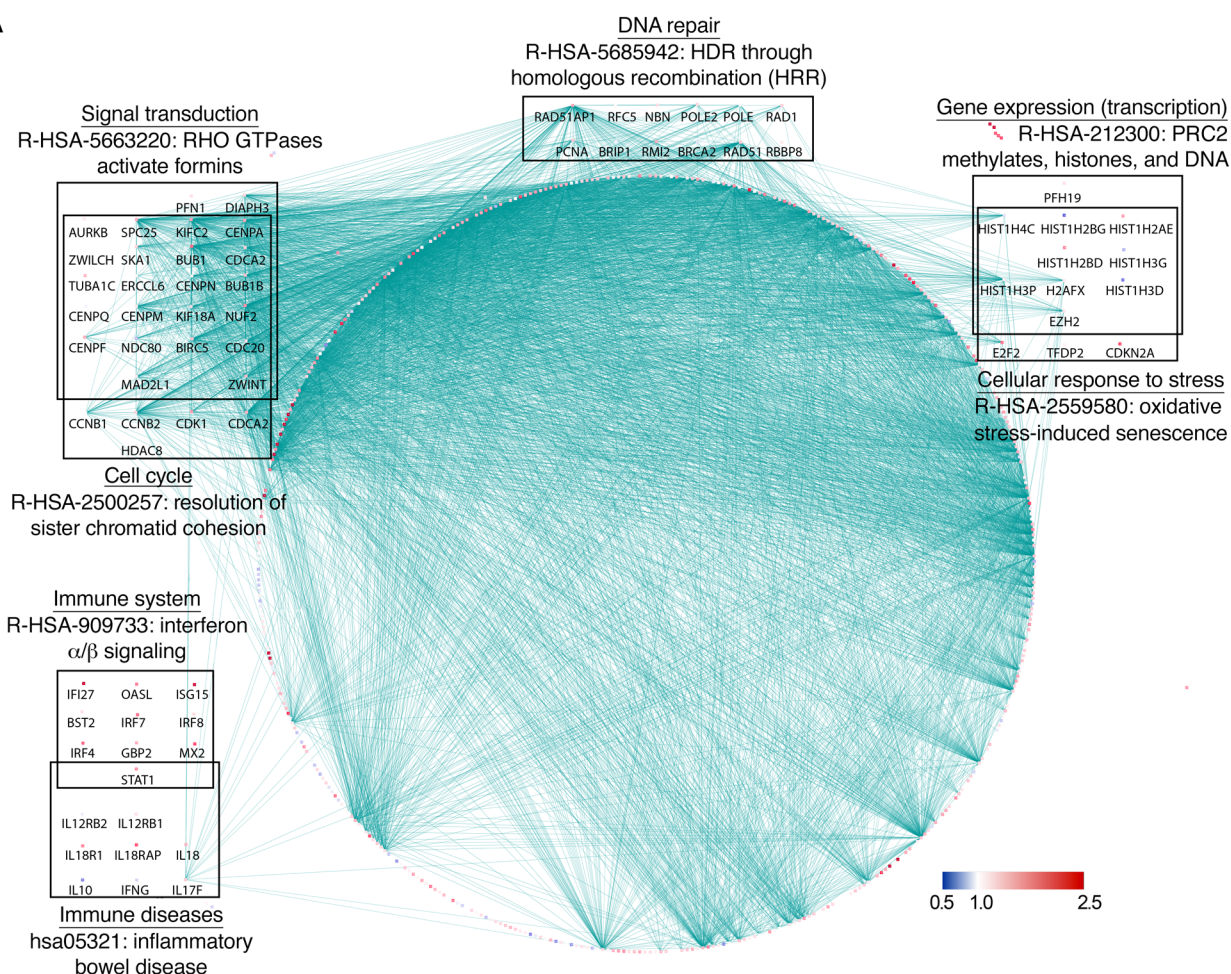 DNA repair
R-HSA-5685942: HDR through
homologous recombination (HRR)
RAD51AP1 RFC5 NBN POLE2 POLE RAD1
PCNA BRIP1 RMI2 BRCA2 RAD51 RBBP8
Signal transduction
R-HSA-5663220: RHO GTPases
activate formins
PFN1 DIAPH3
AURKB SPC25 KIFC2 CENPA
ZWILCH SKA1 BUB1 CDCA2
TUBA1C ERCCL6 CENPN BUB1B
CENPQ CENPM KIF18A NUF2
CENPF NDC80 BIRC5 CDC20
MAD2L1 ZWINT
CCNB1 CCNB2 CDK1 CDCA2
HDAC8
Cell cycle
R-HSA-2500257: resolution of
sister chromatid cohesion
Gene expression (transcription)
R-HSA-212300: PRC2
methylates, histones, and DNA
PFH19
HIST1H4C HIST1H2BG HIST1H2AE
HIST1H2BD HIST1H3G
HIST1H3P H2AFX HIST1H3D
EZH2
E2F2 TFDP2 CDKN2A
Cellular response to stress
R-HSA-2559580: oxidative
stress-induced senescence
Immune system
R-HSA-909733: interferon
α/β signaling
IFI27 OASL ISG15
BST2 IRF7 IRF8
IRF4 GBP2 MX2
STAT1
IL12RB2 IL12RB1
IL18R1 IL18RAP IL18
IL10 IFNG IL17F
Immune diseases
hsa05321: inflammatory
bowel disease
0.5 1.0 2.5